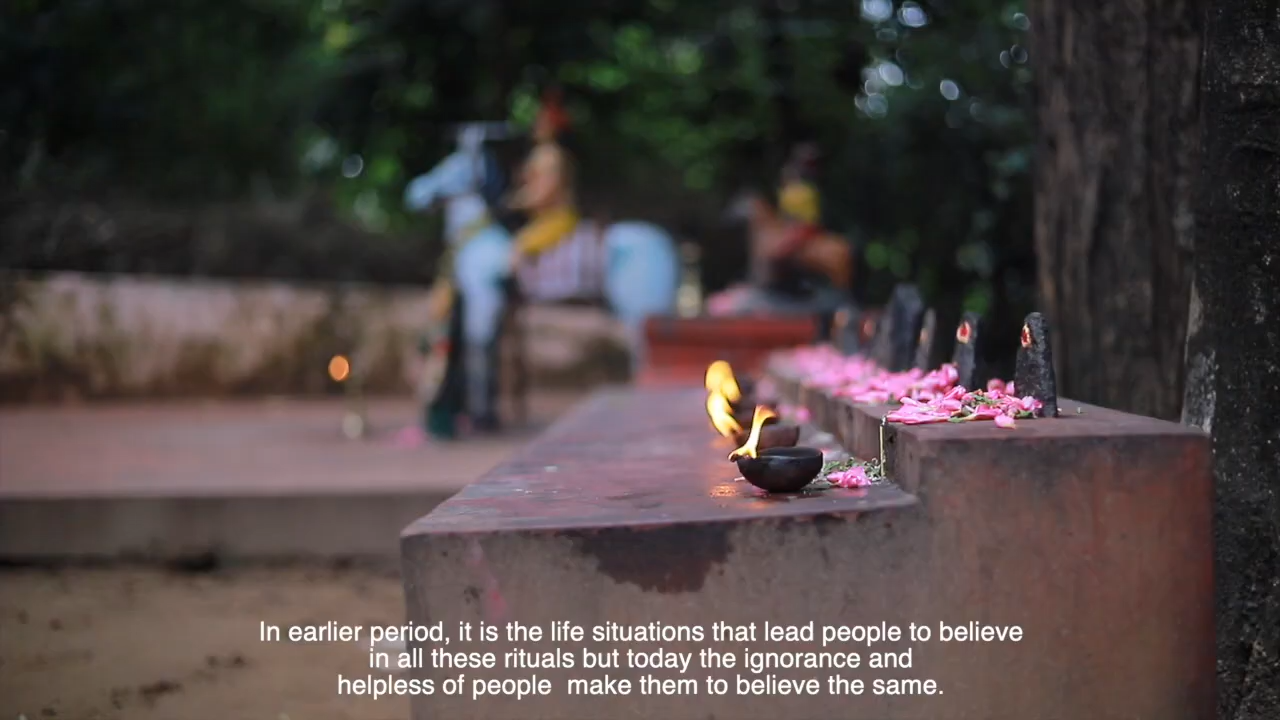 In earlier period, it is the life situations that lead people to believe
in all these rituals but today the ignorance and
helpless of people  make them to believe the same.